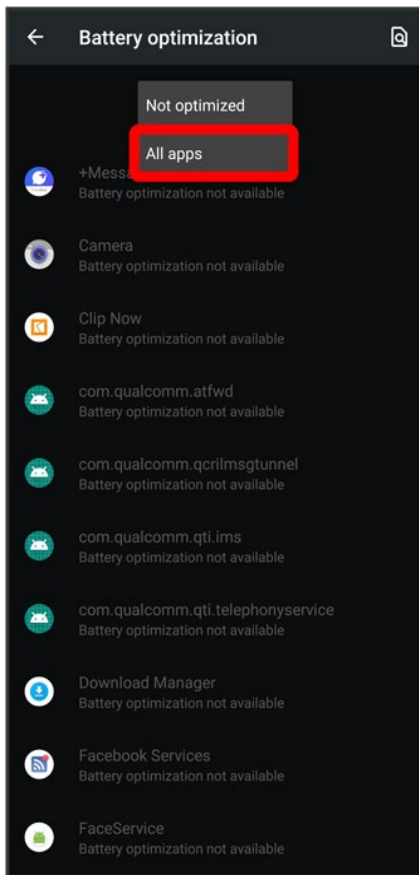 Battery optimization
Not optimized
All apps
+Messa
Battery optimization not available
Camera
Battery optimization not available
Clip Now
Battery optimization not available
com.qualcomm.atfwd
Battery optimization not available
com.qualcomm.qcrilmsgtunnel
Battery optimization not available
com.qualcomm.qti.ims
Battery optimization not available
com.qualcomm.qti.telephonyservice
Battery optimization not available
Download Manager
Battery optimization not available
Facebook Services
Battery optimization not available
FaceService
Battery optimization not available